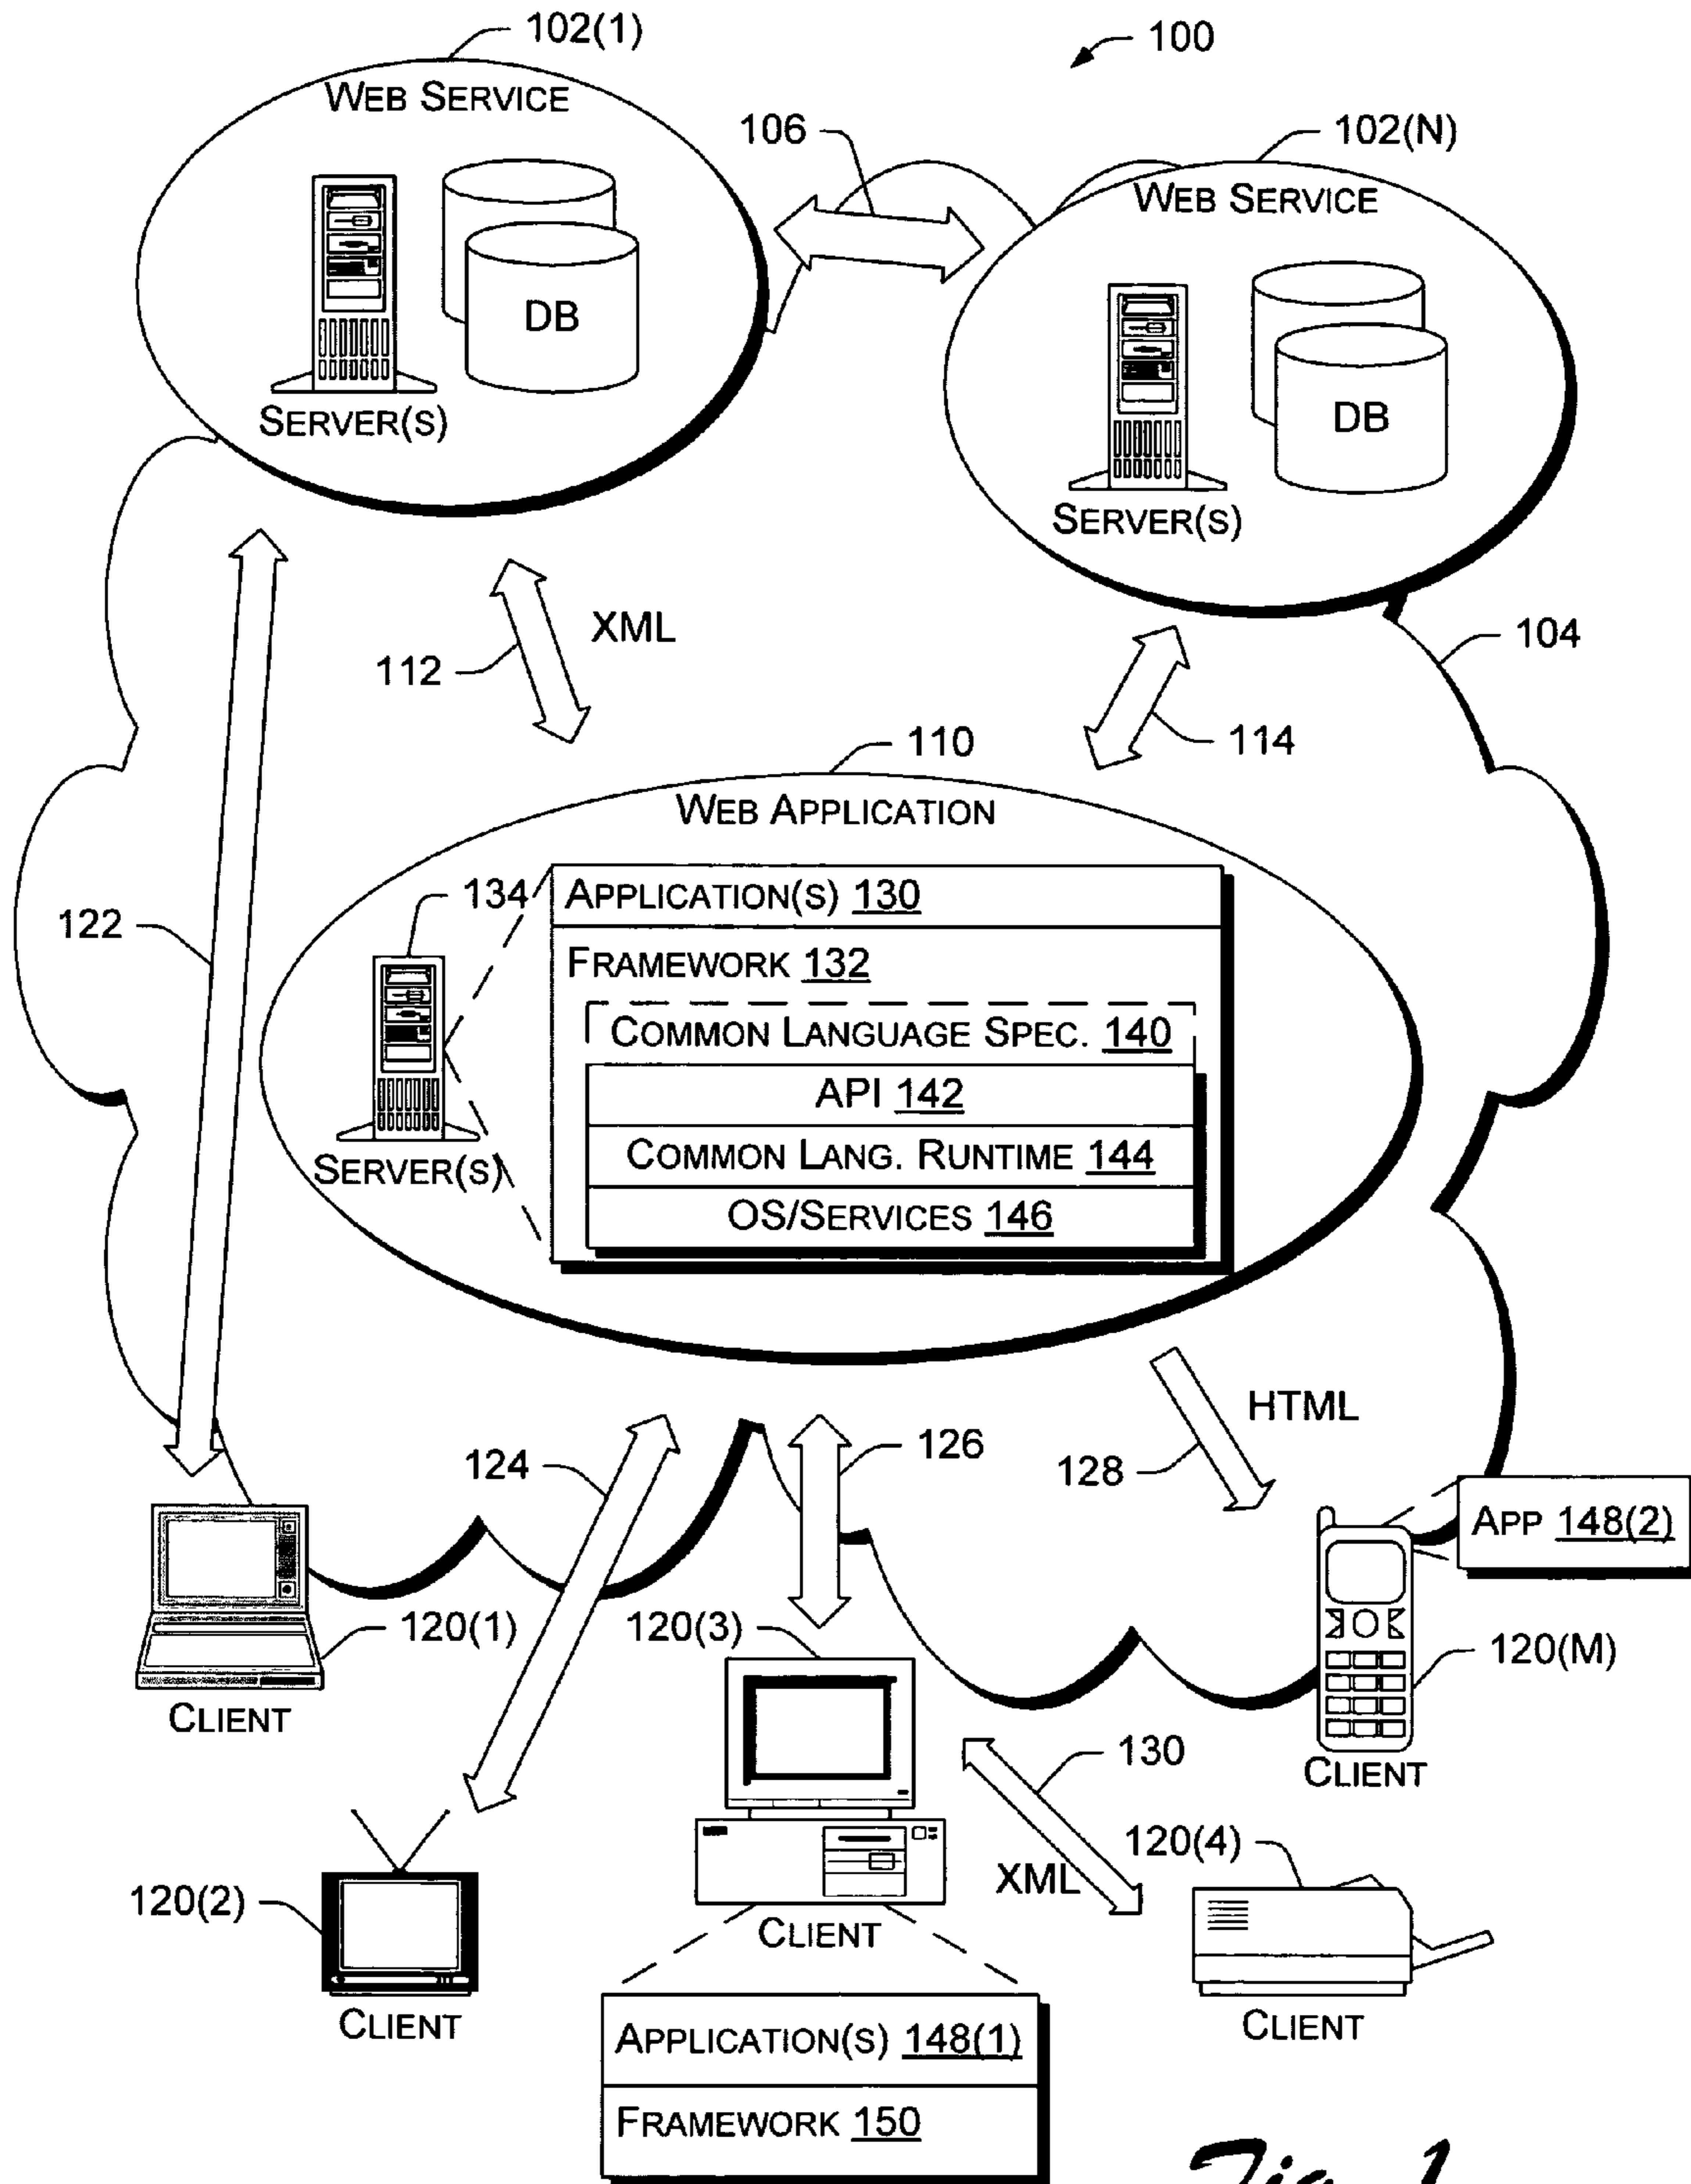 102(1)
100
WEB SERVICE
106
102(N)
WEB SERVICE
DB
SERVER(S)
DB
SERVER(S)
XML
112
104
114
110
WEB APPLICATION
134
APPLICATION(S) 130
122
FRAMEWORK 132
COMMON LANGUAGE SPEC. 140
API 142
COMMON LANG. RUNTIME 144
SERVER(S)
OS/SERVICES 146
HTML
124
126
128
APP 148(2)
120(1)
120(3)
120(M)
CLIENT
130
CLIENT
120(4)
XML
120(2)
CLIENT
CLIENT
CLIENT
APPLICATION(S) 148(1)
FRAMEWORK 150
Fig. 1